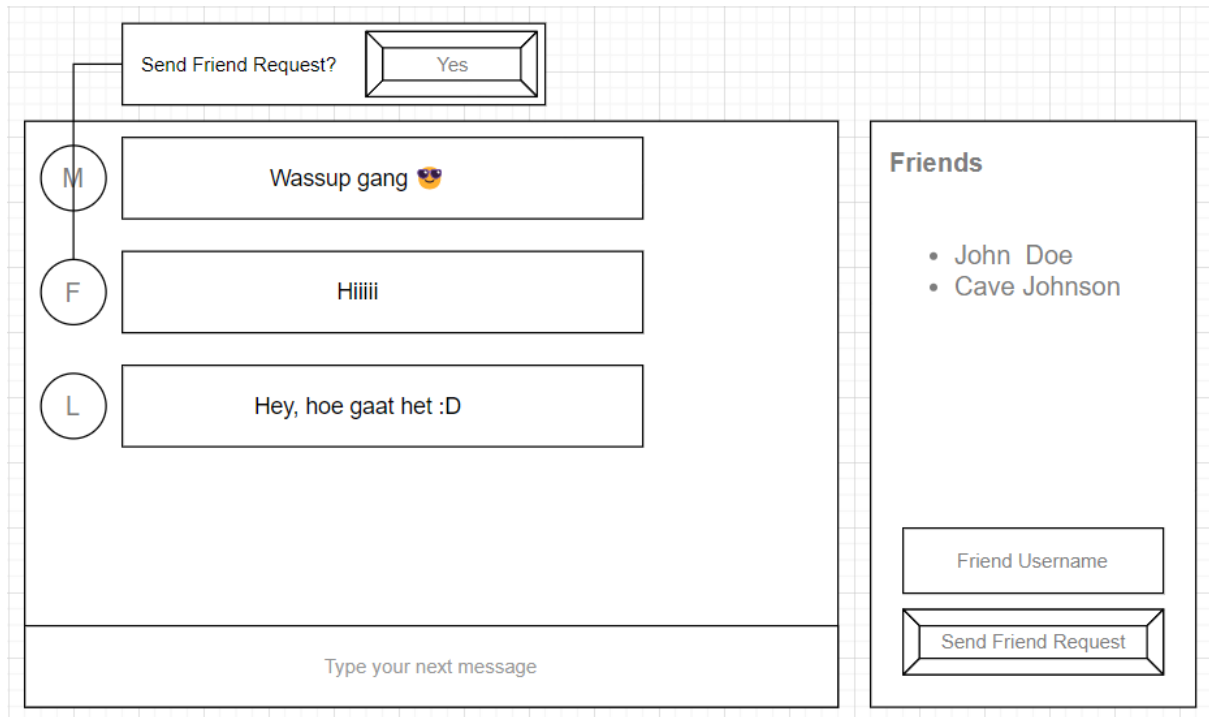 Send Friend Request?
Yes
M
Wassup gang 😎
F
Hiiiii
L
Hey, hoe gaat het :D
Type your next message
Friends
John Doe
Cave Johnson
Friend Username
Send Friend Request